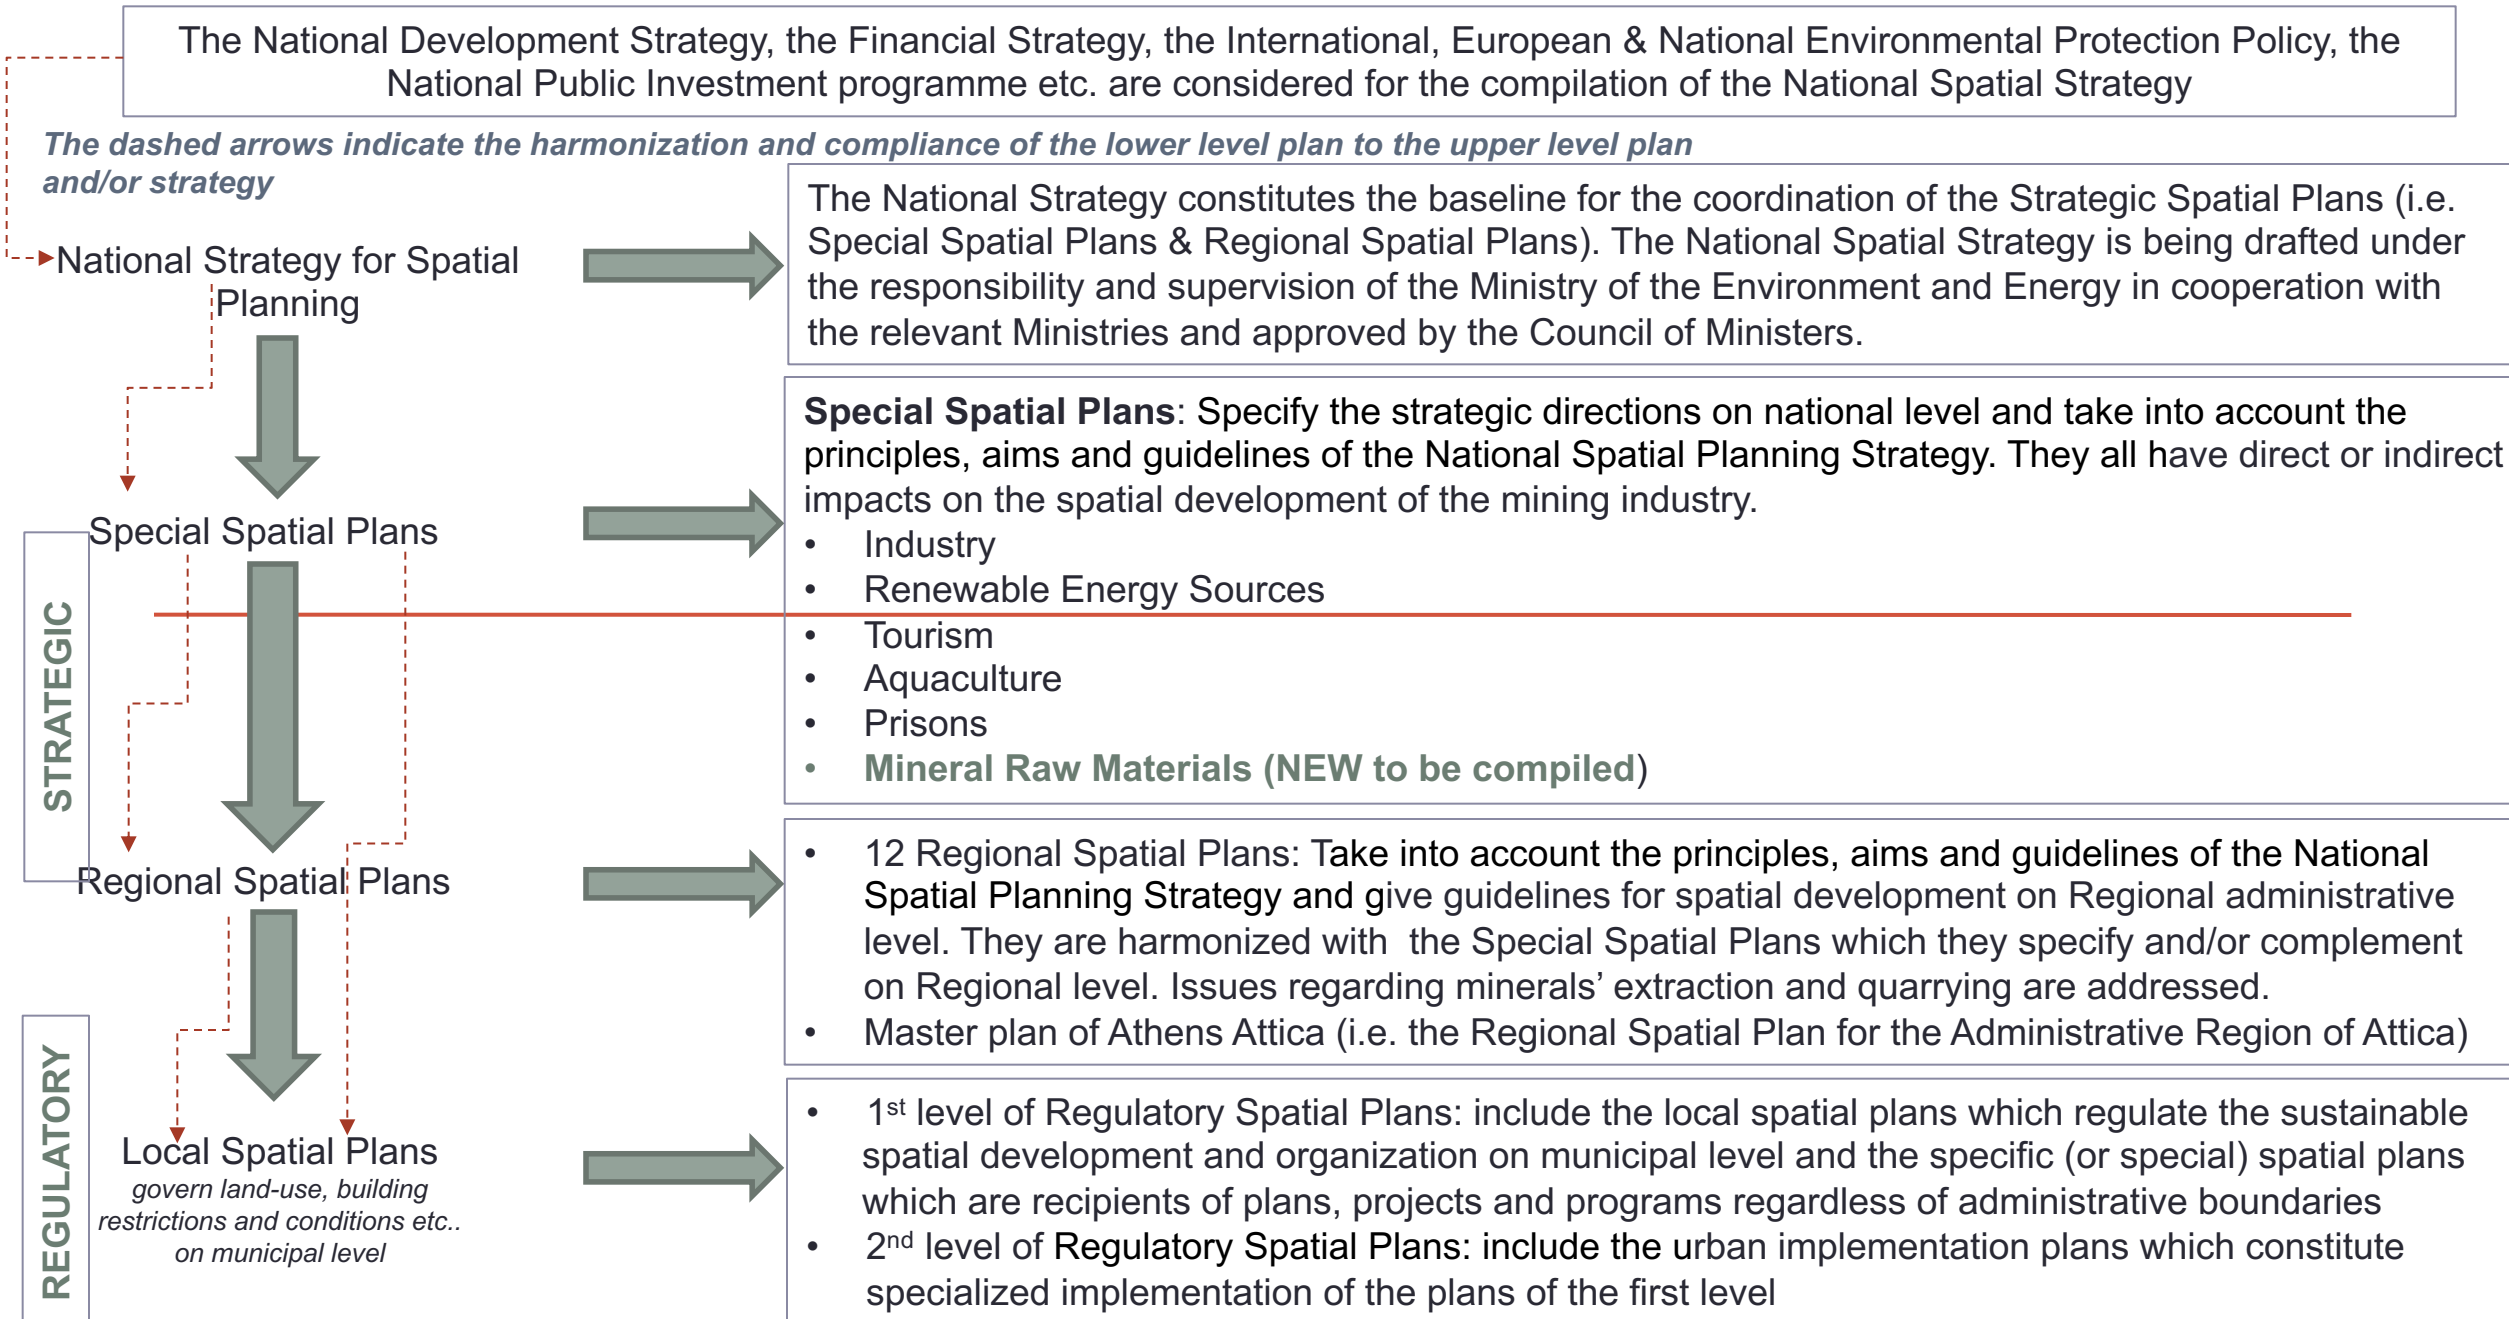 The National Development Strategy, the Financial Strategy, the International, European & National Environmental Protection Policy, the
National Public Investment programme etc. are considered for the compilation of the National Spatial Strategy
The dashed arrows indicate the harmonization and compliance of the lower level plan to the upper level plan
and/or strategy
National Strategy for Spatial
Planning
The National Strategy constitutes the baseline for the coordination of the Strategic Spatial Plans (i.e.
Special Spatial Plans & Regional Spatial Plans). The National Spatial Strategy is being drafted under
the responsibility and supervision of the Ministry of the Environment and Energy in cooperation with
the relevant Ministries and approved by the Council of Ministers.
STRATEGIC
Special Spatial Plans
Special Spatial Plans: Specify the strategic directions on national level and take into account the
principles, aims and guidelines of the National Spatial Planning Strategy. They all have direct or indirect
impacts on the spatial development of the mining industry.
• Industry
• Renewable Energy Sources
• Tourism
• Aquaculture
• Prisons
• Mineral Raw Materials (NEW to be compiled)
Regional Spatial Plans
• 12 Regional Spatial Plans: Take into account the principles, aims and guidelines of the National
Spatial Planning Strategy and give guidelines for spatial development on Regional administrative
level. They are harmonized with the Special Spatial Plans which they specify and/or complement
on Regional level. Issues regarding minerals’ extraction and quarrying are addressed.
• Master plan of Athens Attica (i.e. the Regional Spatial Plan for the Administrative Region of Attica)
REGULATORY
Local Spatial Plans
govern land-use, building
restrictions and conditions etc..
on municipal level
• 1st level of Regulatory Spatial Plans: include the local spatial plans which regulate the sustainable
spatial development and organization on municipal level and the specific (or special) spatial plans
which are recipients of plans, projects and programs regardless of administrative boundaries
• 2nd level of Regulatory Spatial Plans: include the urban implementation plans which constitute
specialized implementation of the plans of the first level